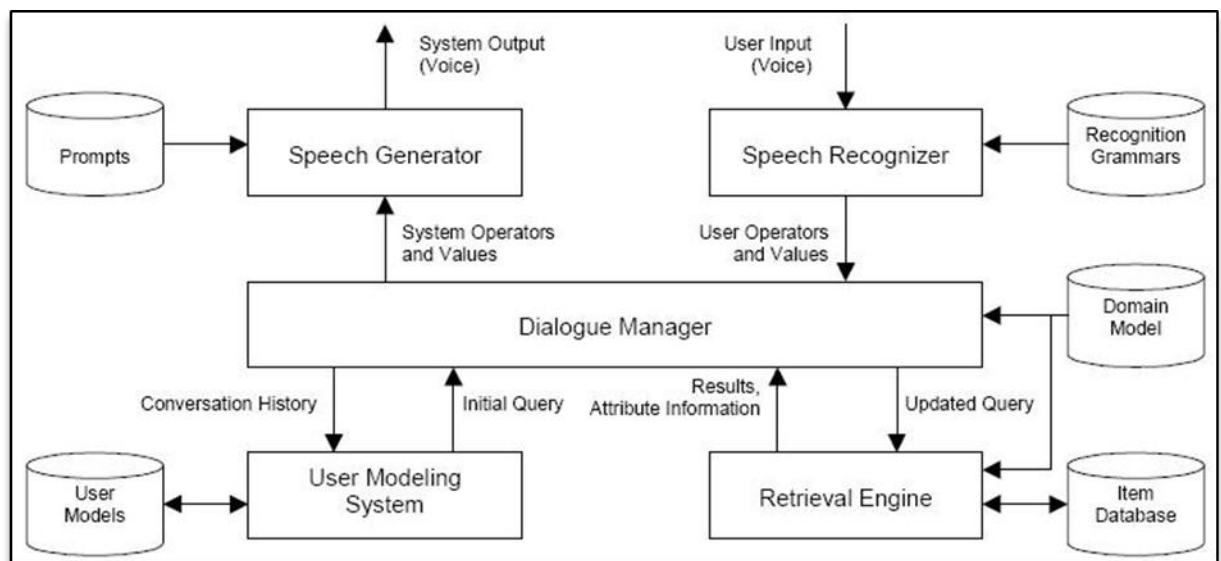 System Output
(Voice)
User Input
(Voice)
Prompts
Speech Generator
Speech Recognizer
Recognition
Grammars
System Operators
and Values
User Operators
and Values
Dialogue Manager
Domain
Model
Conversation History
Initial Query
Results,
Attribute Information
Updated Query
User
Models
User Modeling
System
Retrieval Engine
Item
Database